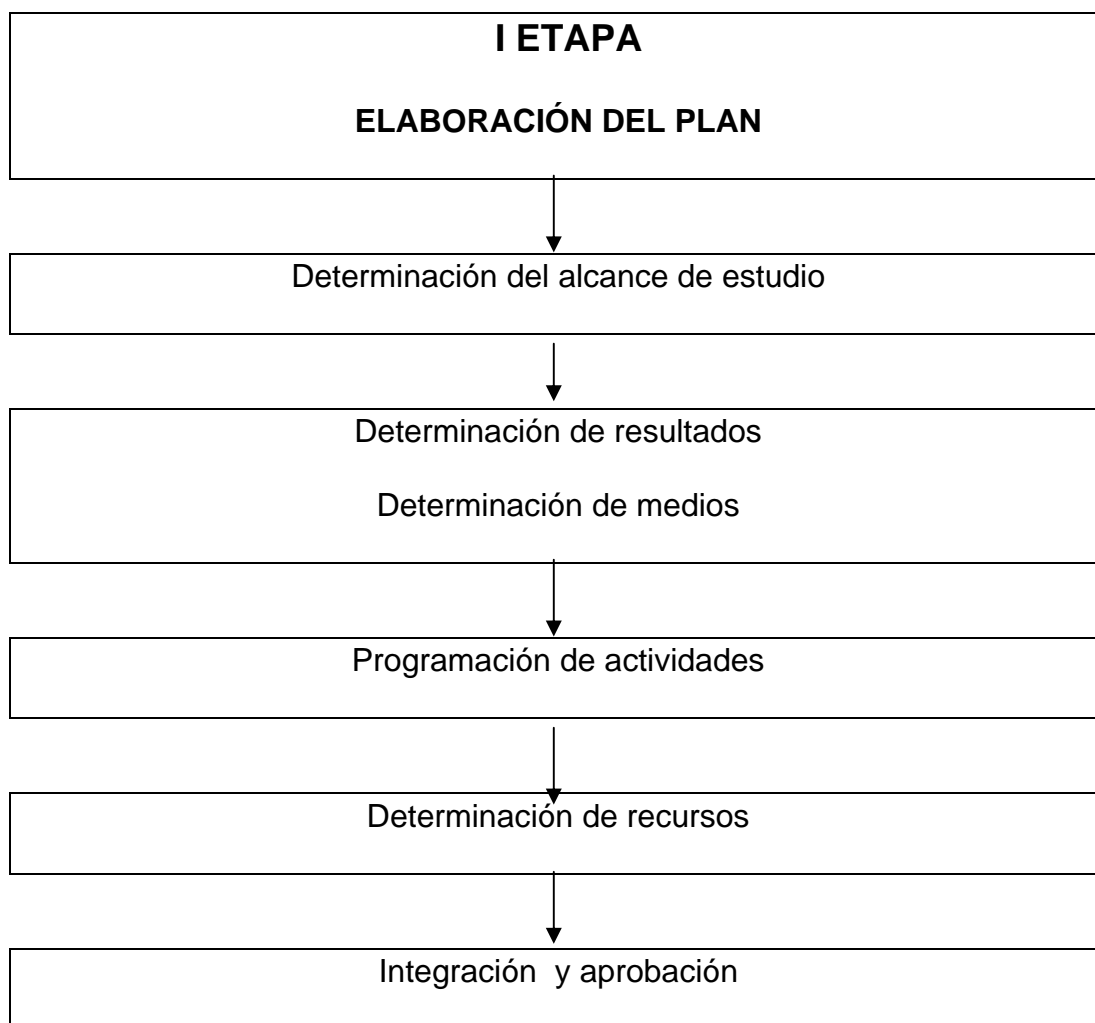 I ETAPA
ELABORACIÓN DEL PLAN
Determinación del alcance de estudio
Determinación de resultados
Determinación de medios
Programación de actividades
Determinación de recursos
Integración y aprobación